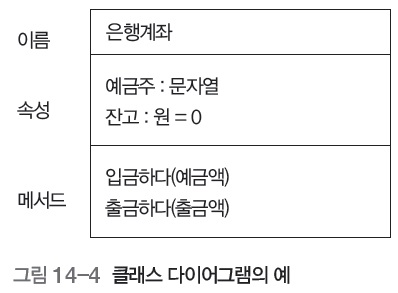 이름
은행계좌
속성
예금주 : 문자열
잔고 : 원 = 0
메서드
입금하다(예금액)
출금하다(출금액)
그림 14-4 클래스 다이어그램의 예